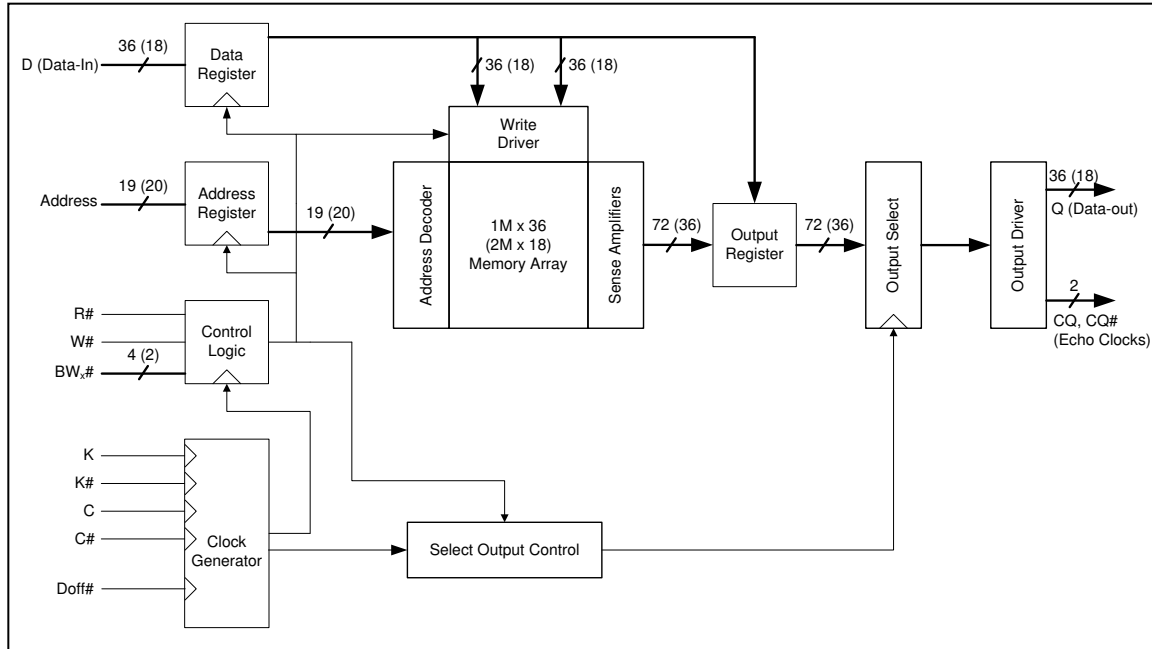 36 (18)
D (Data-In)
Data
Register
36 (18)
36 (18)
Write
Driver
19 (20)
Address
Address
Register
19 (20)
Address Decoder
1M x 36
(2M x 18)
Memory Array
Sense Amplifiers
72 (36)
Output
Register
72 (36)
Output Select
Output Driver
36 (18)
Q (Data-out)
2
CQ, CQ#
(Echo Clocks)
R#
W#
4 (2)
BWx#
Control
Logic
K
K#
C
C#
Doff#
Clock
Generator
Select Output Control